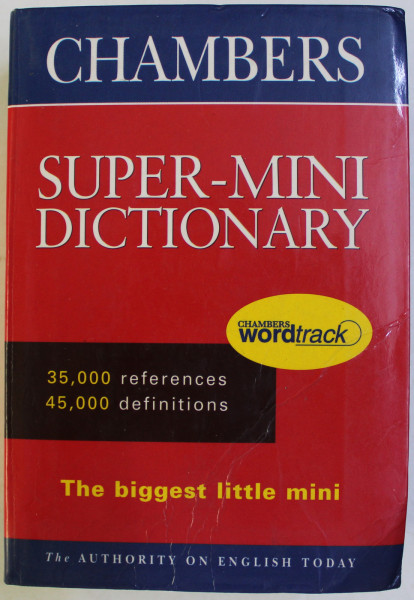 CHAMBERS
SUPER-MINI
DICTIONARY
CHAMBERS
wordtrack
35,000 references
45,000 definitions
The biggest little mini
The AUTHORITY ON ENGLISH TODAY